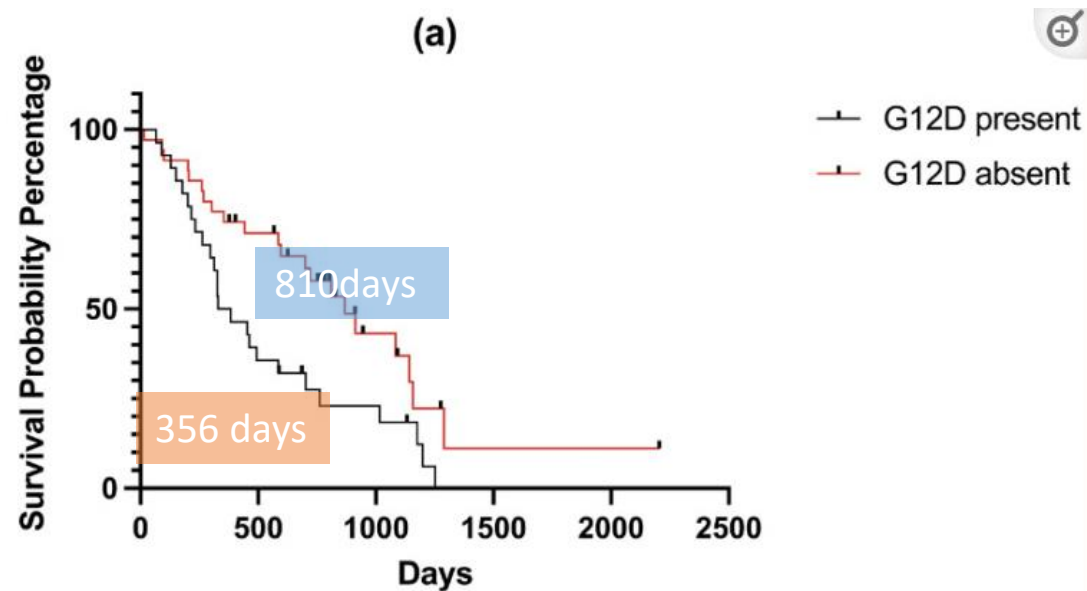 (a)
Survival Probability Percentage
100
50
0
0 500 1000 1500 2000 2500
Days
G12D present
G12D absent
810days
356 days